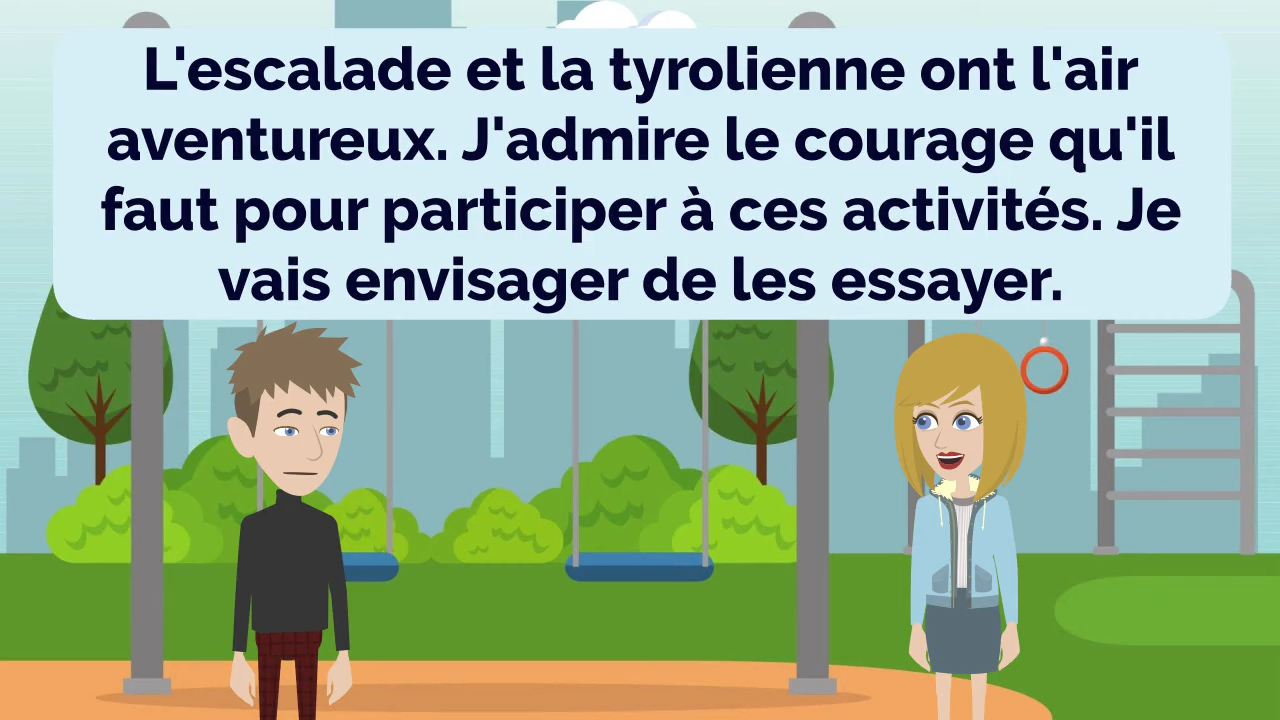 L'escalade et la tyrolienne ont l'air
aventureux. J'admire le courage qu'il
faut pour participer à ces activités. Je
vais envisager de les essayer.